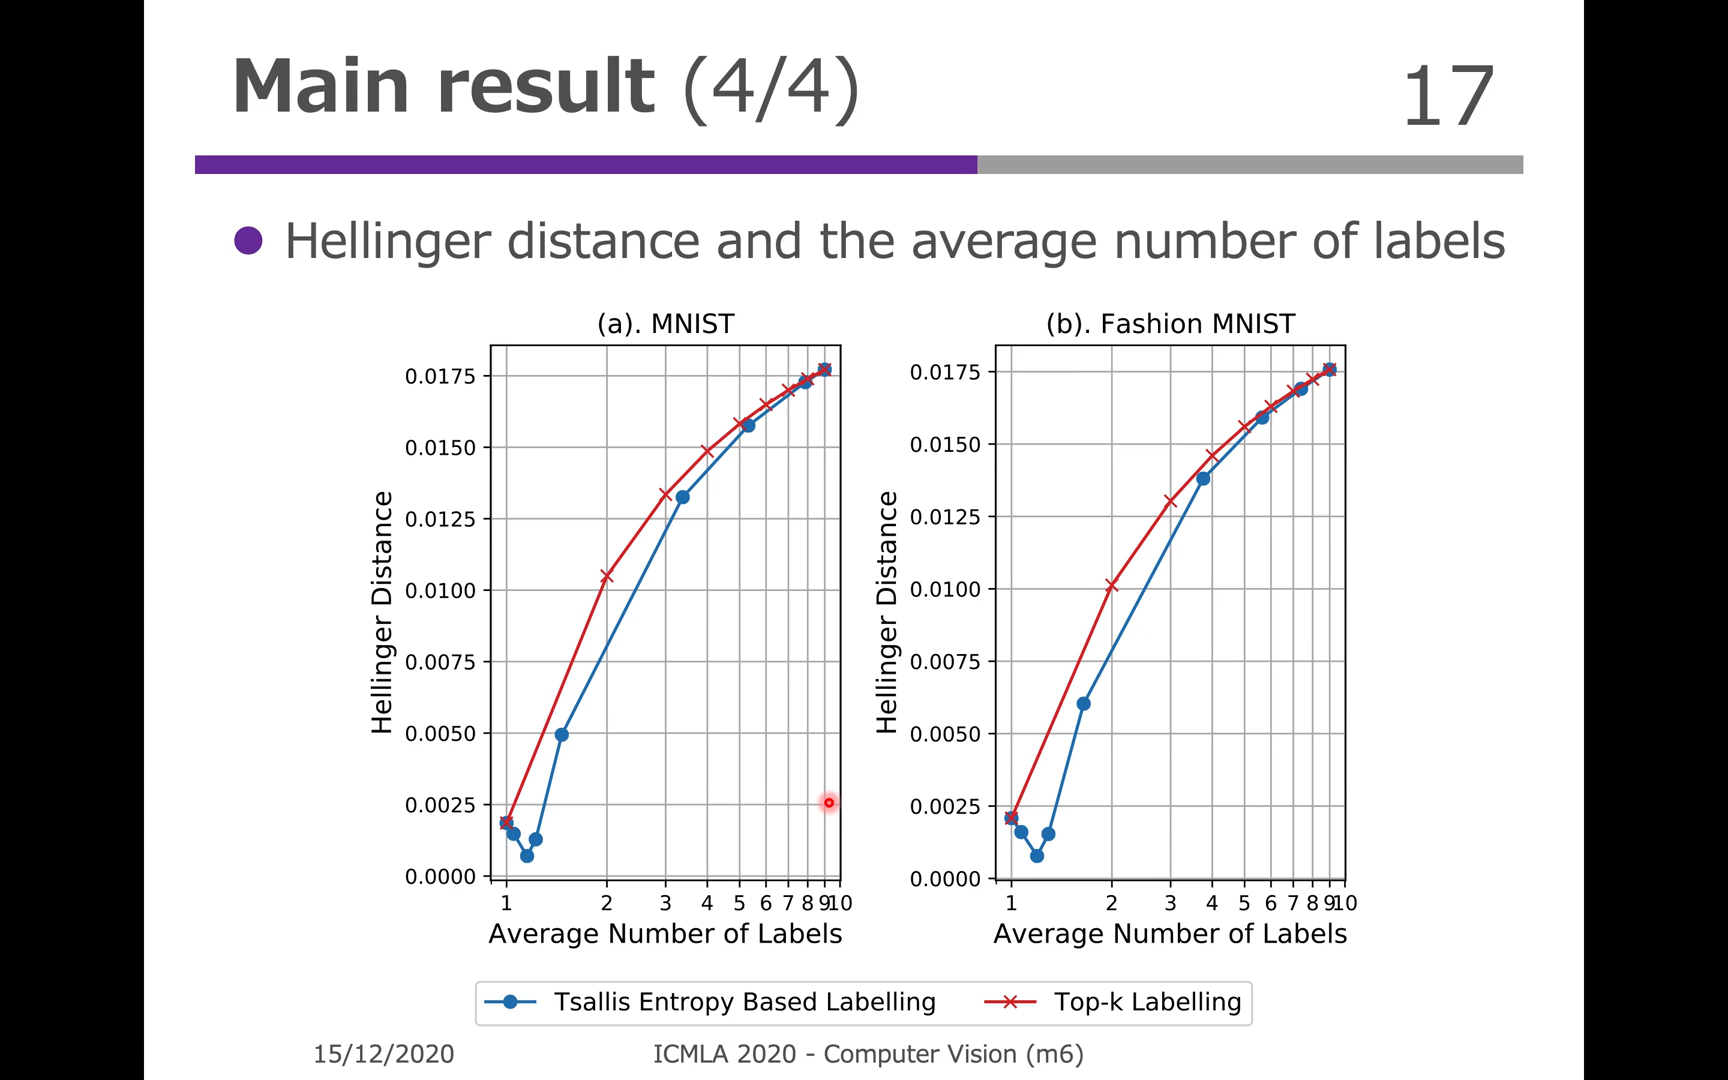 Main result (4/4)
17
Hellinger distance and the average number of labels
(a). MNIST
Hellinger Distance
0.0175
0.0150
0.0125
0.0100
0.0075
0.0050
0.0025
0.0000
1 2 3 4 5 6 7 8 9 10
Average Number of Labels
(b). Fashion MNIST
Hellinger Distance
0.0175
0.0150
0.0125
0.0100
0.0075
0.0050
0.0025
0.0000
1 2 3 4 5 6 7 8 9 10
Average Number of Labels
Tsallis Entropy Based Labelling
Top-k Labelling
15/12/2020
ICMLA 2020 - Computer Vision (m6)